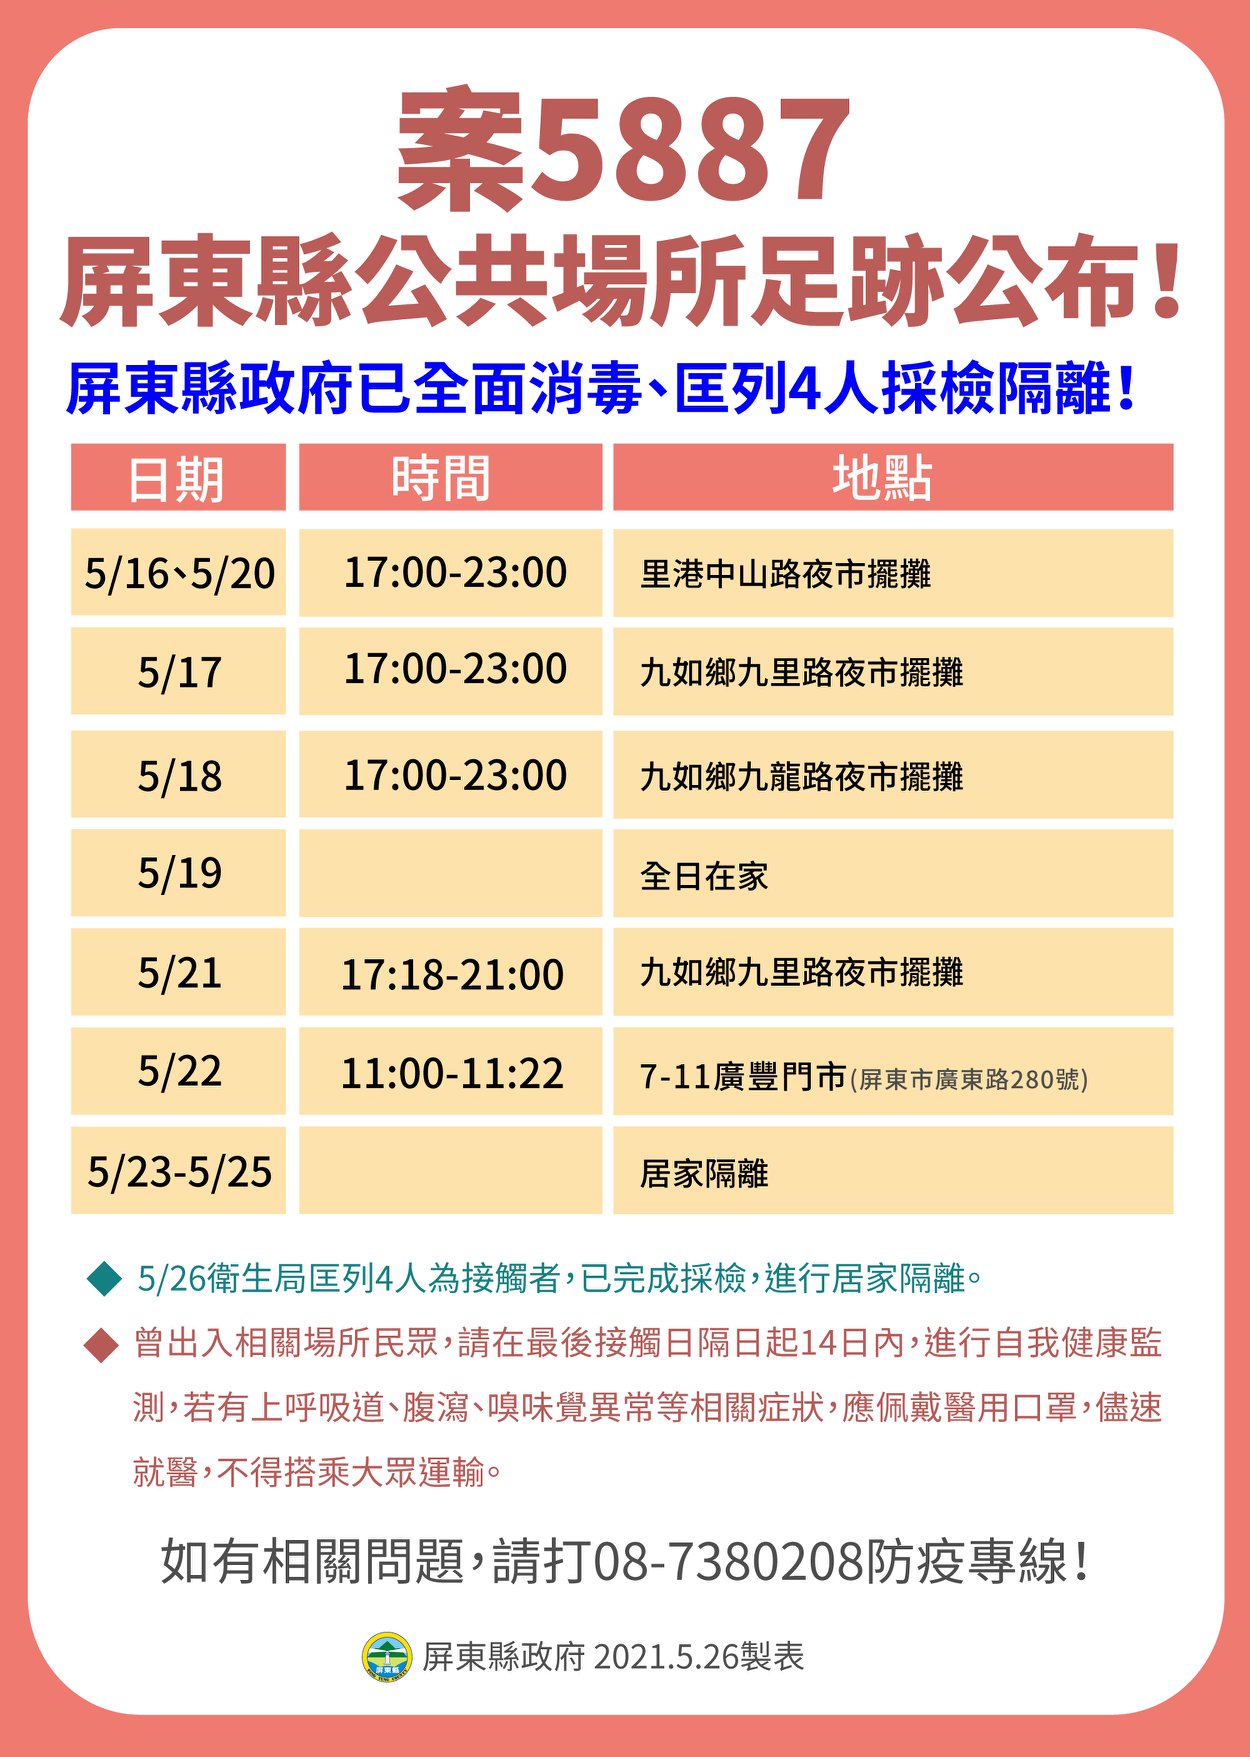 案5887
屏東縣公共場所足跡公布！
屏東縣政府已全面消毒、匡列4人採檢隔離！
日期 時間 地點
5/16、5/20 17:00-23:00 里港中山路夜市擺攤
5/17 17:00-23:00 九如鄉九里路夜市擺攤
5/18 17:00-23:00 九如鄉九龍路夜市擺攤
5/19 全日在家
5/21 17:18-21:00 九如鄉九里路夜市擺攤
5/22 11:00-11:22 7-11廣豐門市(屏東市廣東路280號)
5/23-5/25 居家隔離
◆ 5/26衛生局匡列4人為接觸者，已完成採檢，進行居家隔離。
◆ 曾出入相關場所民眾，請在最後接觸日隔日起14日內，進行自我健康監
測，若有上呼吸道、腹瀉、嗅味覺異常等相關症狀，應佩戴醫用口罩，儘速
就醫，不得搭乘大眾運輸。
如有相關問題，請打08-7380208防疫專線！
屏東縣政府 2021.5.26製表